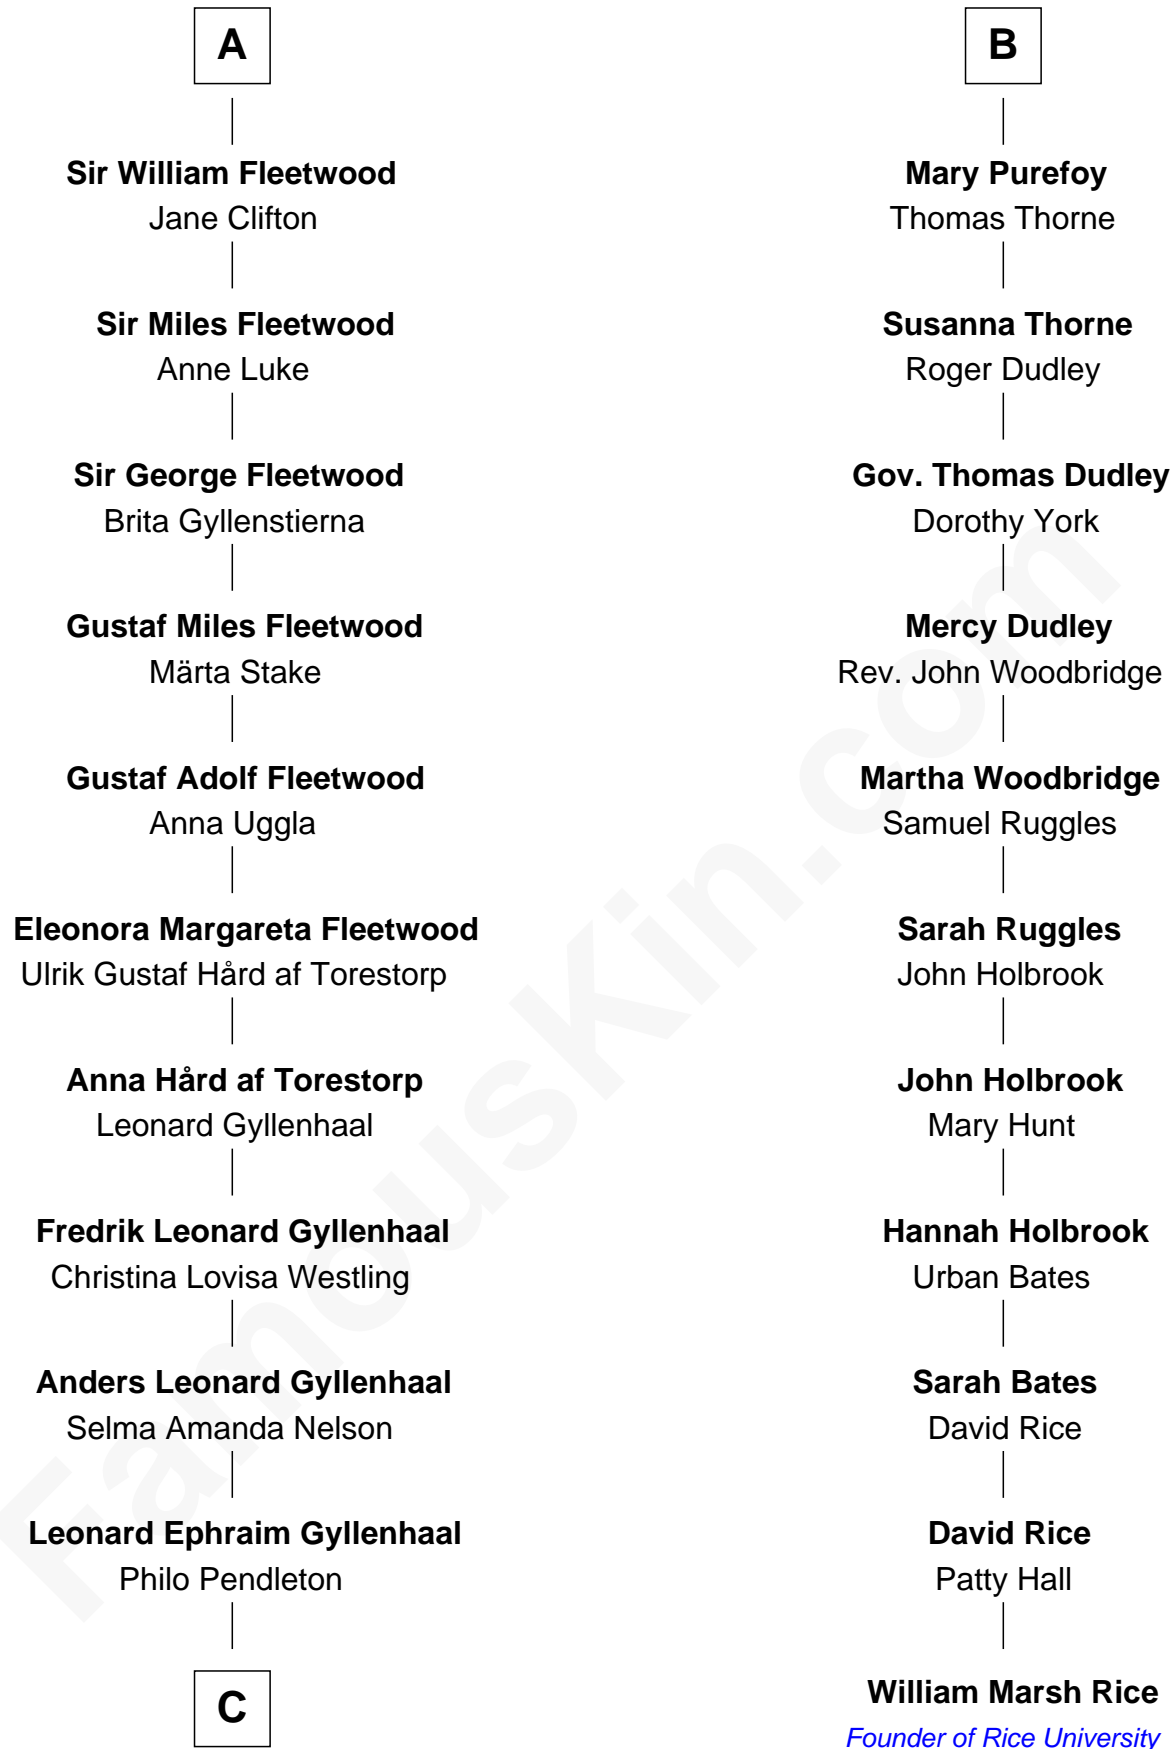 A
Sir William Fleetwood
Jane Clifton
Sir Miles Fleetwood
Anne Luke
Sir George Fleetwood
Brita Gyllenstierna
Gustaf Miles Fleetwood
Märta Stake
Gustaf Adolf Fleetwood
Anna Uggla
Eleonora Margareta Fleetwood
Ulrik Gustaf Hård af Torestorp
Anna Hård af Torestorp
Leonard Gyllenhaal
Fredrik Leonard Gyllenhaal
Christina Lovisa Westling
Anders Leonard Gyllenhaal
Selma Amanda Nelson
Leonard Ephraim Gyllenhaal
Philo Pendleton
C
B
Mary Purefoy
Thomas Thorne
Susanna Thorne
Roger Dudley
Gov. Thomas Dudley
Dorothy York
Mercy Dudley
Rev. John Woodbridge
Martha Woodbridge
Samuel Ruggles
Sarah Ruggles
John Holbrook
John Holbrook
Mary Hunt
Hannah Holbrook
Urban Bates
Sarah Bates
David Rice
David Rice
Patty Hall
William Marsh Rice
Founder of Rice University
FamousKin.com